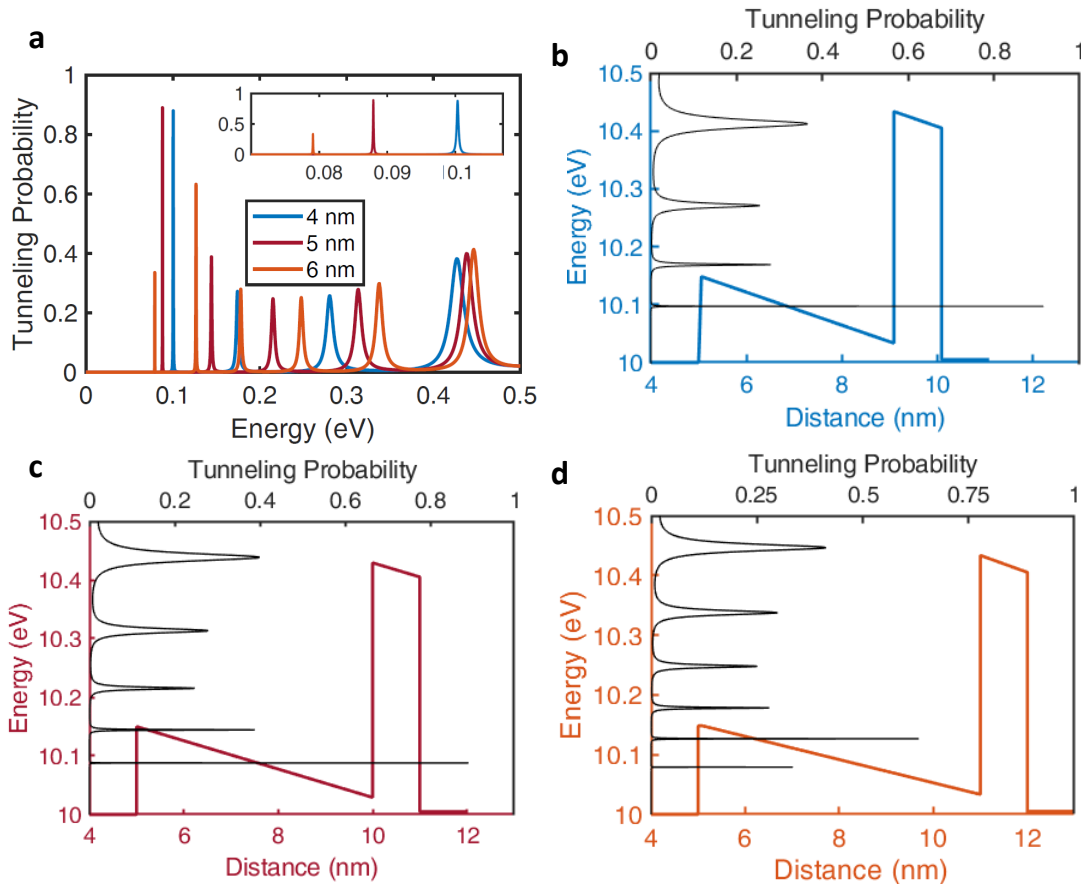 a
Tunneling Probability
1
0.8
0.6
0.4
0.2
0
0 0.1 0.2 0.3 0.4 0.5
Energy (eV)
1
0.5
0
0.08 0.09 0.1
4 nm
5 nm
6 nm
b
Tunneling Probability
0 0.2 0.4 0.6 0.8 1
Energy (eV)
10.5
10.4
10.3
10.2
10.1
10
4 6 8 10 12
Distance (nm)
c
Tunneling Probability
0 0.2 0.4 0.6 0.8 1
Energy (eV)
10.5
10.4
10.3
10.2
10.1
10
4 6 8 10 12
Distance (nm)
d
Tunneling Probability
0 0.25 0.50 0.75 1
Energy (eV)
10.5
10.4
10.3
10.2
10.1
10
4 6 8 10 12
Distance (nm)